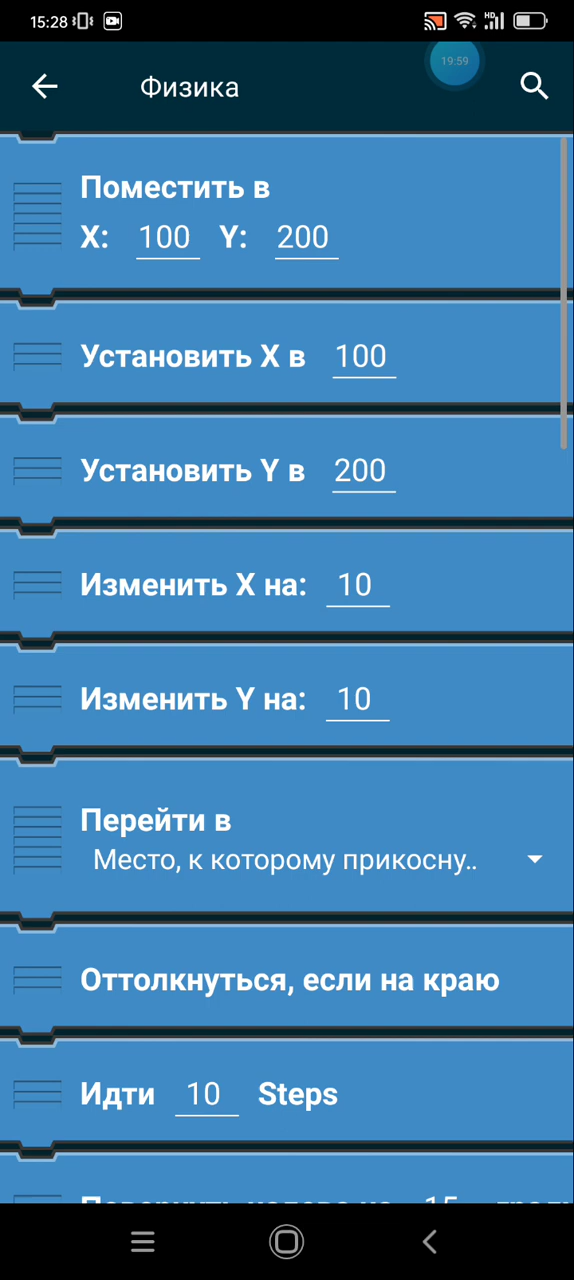 15:28
HD
19:59
Физика
Поместить в
X: 100 Y: 200
Установить X в 100
Установить Y в 200
Изменить X на: 10
Изменить Y на: 10
Перейти в
Место, к которому прикосну..
Оттолкнуться, если на краю
Идти 10 Steps